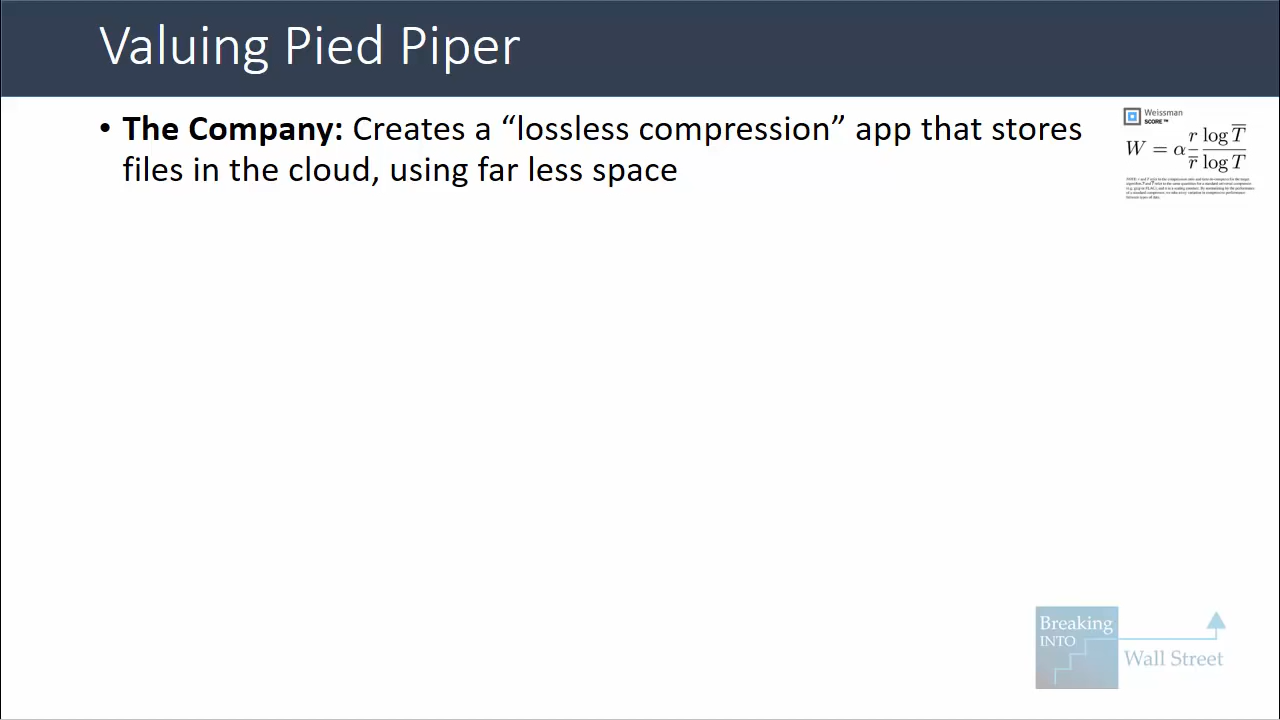 Valuing Pied Piper
• The Company: Creates a “lossless compression” app that stores
files in the cloud, using far less space
Weissman
SCORE™
W = α r/r̅ log T̅/log T
Breaking
INTO
Wall Street